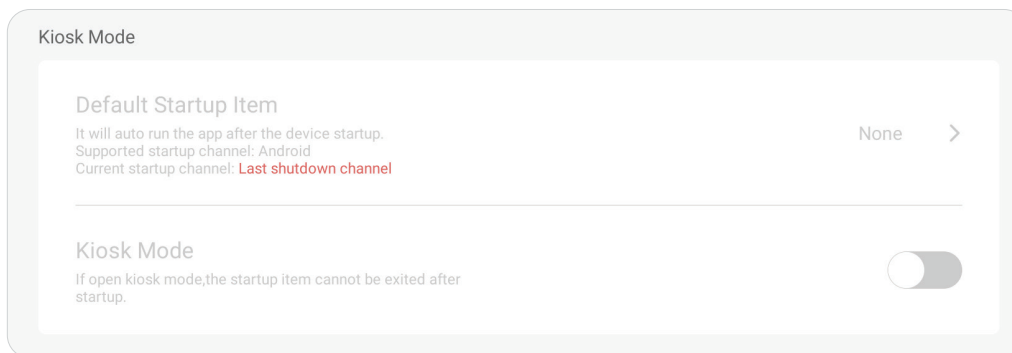 Kiosk Mode
Default Startup Item
It will auto run the app after the device startup.
Supported startup channel: Android
Current startup channel: Last shutdown channel
None
Kiosk Mode
If open kiosk mode,the startup item cannot be exited after
startup.